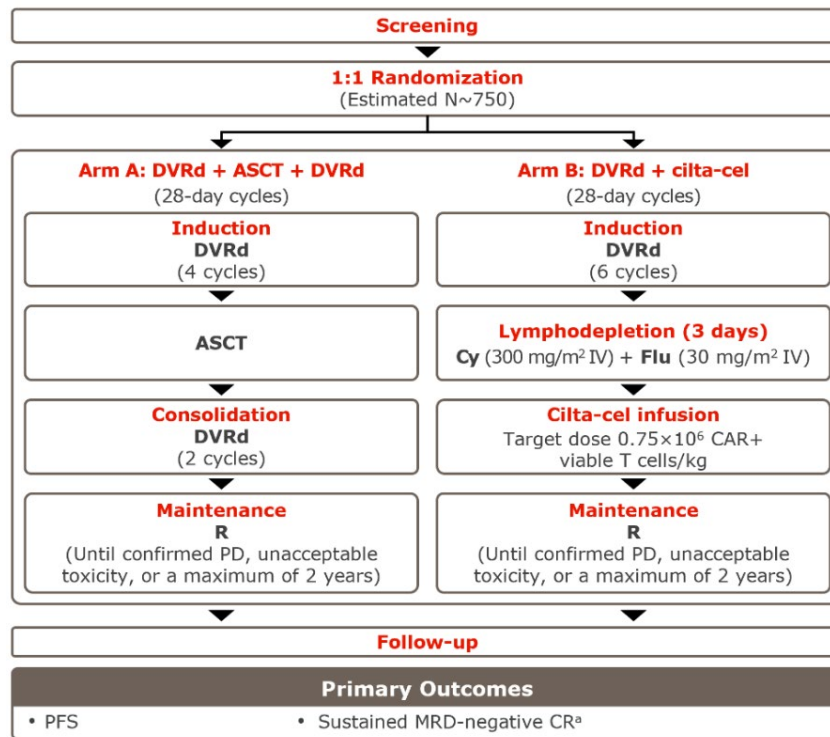 Screening
1:1 Randomization
(Estimated N~750)
Arm A: DVRd + ASCT + DVRd
(28-day cycles)
Induction
DVRd
(4 cycles)
ASCT
Consolidation
DVRd
(2 cycles)
Maintenance
R
(Until confirmed PD, unacceptable
toxicity, or a maximum of 2 years)
Arm B: DVRd + cilta-cel
(28-day cycles)
Induction
DVRd
(6 cycles)
Lymphodepletion (3 days)
Cy (300 mg/m² IV) + Flu (30 mg/m² IV)
Cilta-cel infusion
Target dose 0.75×10⁶ CAR+
viable T cells/kg
Maintenance
R
(Until confirmed PD, unacceptable
toxicity, or a maximum of 2 years)
Follow-up
Primary Outcomes
• PFS
• Sustained MRD-negative CRᵃ